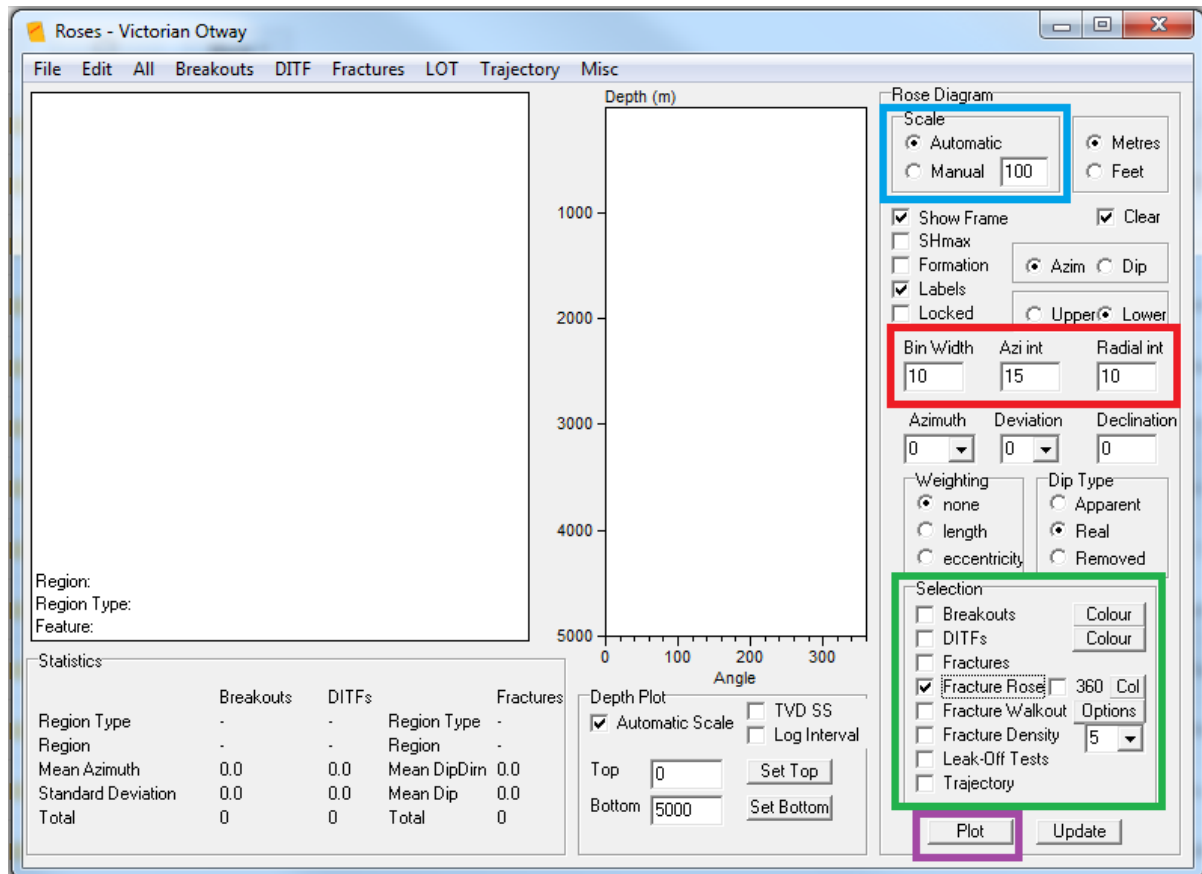 Roses - Victorian Otway
File Edit All Breakouts DITF Fractures LOT Trajectory Misc
Region:
Region Type:
Feature:
Depth (m)
1000
2000
3000
4000
5000
0 100 200 300
Angle
Rose Diagram
Scale
Automatic
Manual 100
Metres
Feet
Show Frame
Clear
SHmax
Formation
Azim Dip
Labels
Locked
Upper Lower
Bin Width Azi int Radial int
10 15 10
Azimuth Deviation Declination
0 0 0
Weighting
none
length
eccentricity
Dip Type
Apparent
Real
Removed
Selection
Breakouts Colour
DITFs Colour
Fractures
Fracture Rose 360 Col
Fracture Walkout Options
Fracture Density 5
Leak-Off Tests
Trajectory
Plot Update
Statistics
Breakouts DITFs Fractures
Region Type - - Region Type -
Region - - Region -
Mean Azimuth 0.0 0.0 Mean DipDirn 0.0
Standard Deviation 0.0 0.0 Mean Dip 0.0
Total 0 0 Total 0
Depth Plot
Automatic Scale
TVD SS
Log Interval
Top 0 Set Top
Bottom 5000 Set Bottom